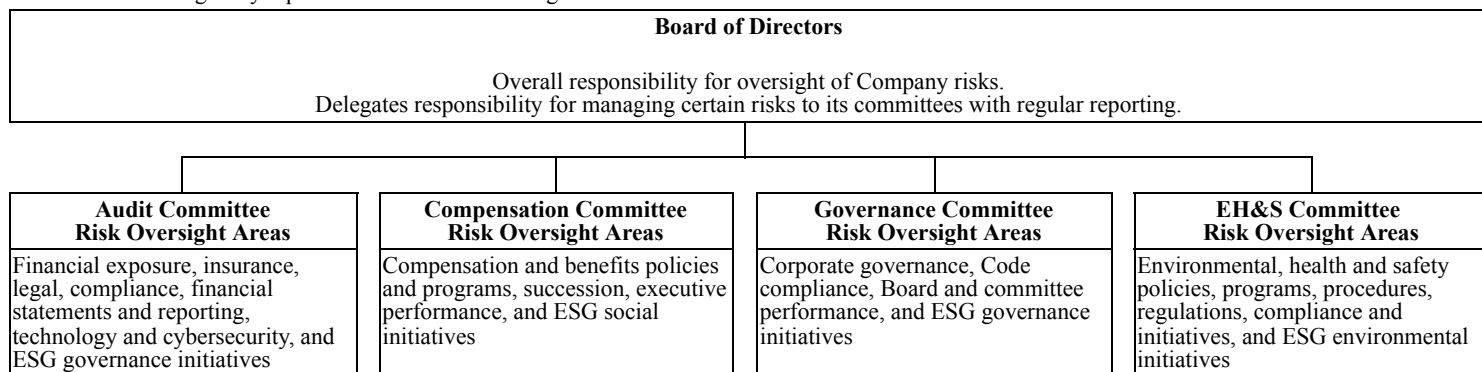 Board of Directors
Overall responsibility for oversight of Company risks.
Delegates responsibility for managing certain risks to its committees with regular reporting.
Audit Committee
Risk Oversight Areas
Financial exposure, insurance,
legal, compliance, financial
statements and reporting,
technology and cybersecurity, and
ESG governance initiatives
Compensation Committee
Risk Oversight Areas
Compensation and benefits policies
and programs, succession, executive
performance, and ESG social
initiatives
Governance Committee
Risk Oversight Areas
Corporate governance, Code
compliance, Board and committee
performance, and ESG governance
initiatives
EH&S Committee
Risk Oversight Areas
Environmental, health and safety
policies, programs, procedures,
regulations, compliance and
initiatives, and ESG environmental
initiatives